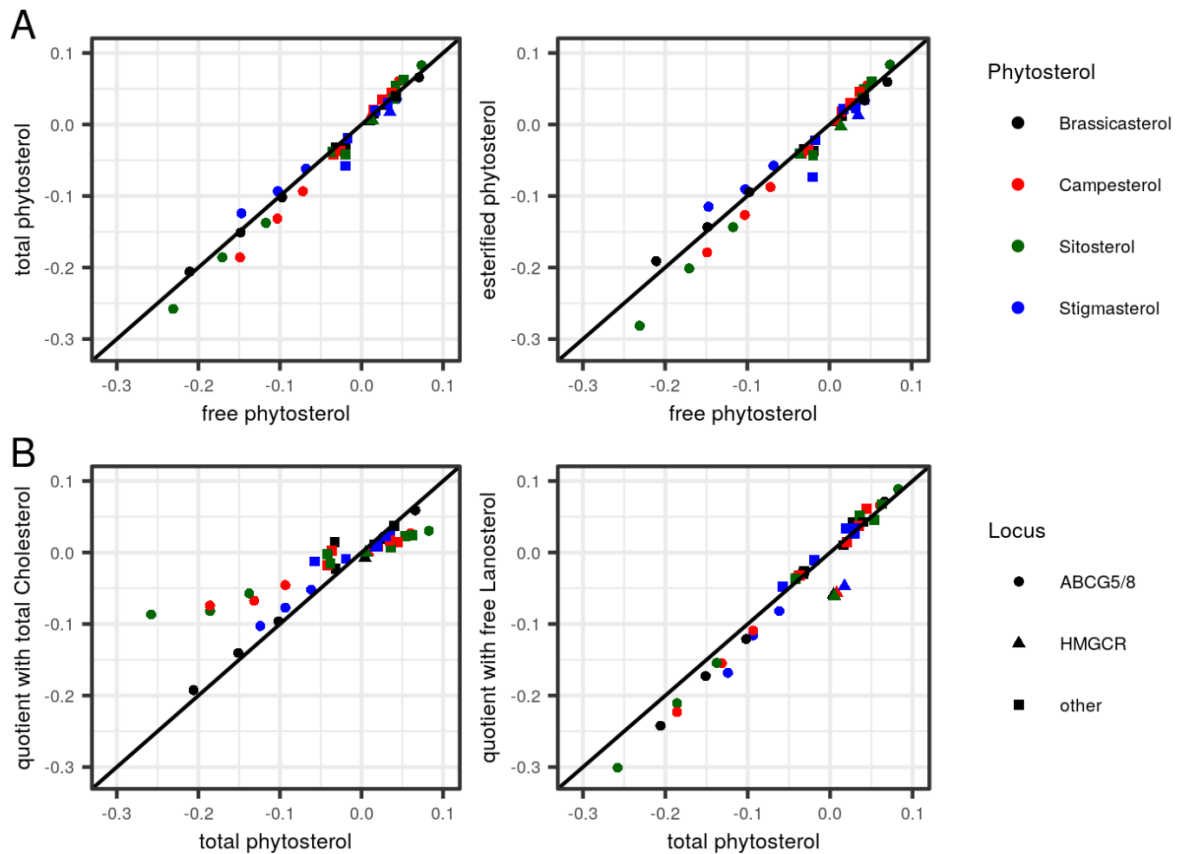 A
0.1
0.0
-0.1
-0.2
-0.3
total phytosterol
-0.3 -0.2 -0.1 0.0 0.1
free phytosterol
0.1
0.0
-0.1
-0.2
-0.3
esterified phytosterol
-0.3 -0.2 -0.1 0.0 0.1
free phytosterol
Phytosterol
Brassicasterol
Campesterol
Sitosterol
Stigmasterol
B
0.1
0.0
-0.1
-0.2
-0.3
quotient with total Cholesterol
-0.3 -0.2 -0.1 0.0 0.1
total phytosterol
0.1
0.0
-0.1
-0.2
-0.3
quotient with free Lanosterol
-0.3 -0.2 -0.1 0.0 0.1
total phytosterol
Locus
ABCG5/8
HMGCR
other